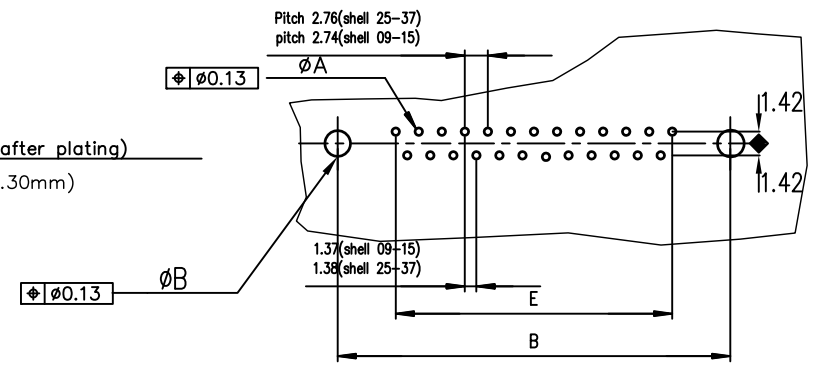 Pitch 2.76(shell 25-37)
pitch 2.74(shell 09-15)
⌖ ø0.13
øA
1.42
after plating)
.30mm)
1.42
1.37(shell 09-15)
1.38(shell 25-37)
øB
⌖ ø0.13
E
B